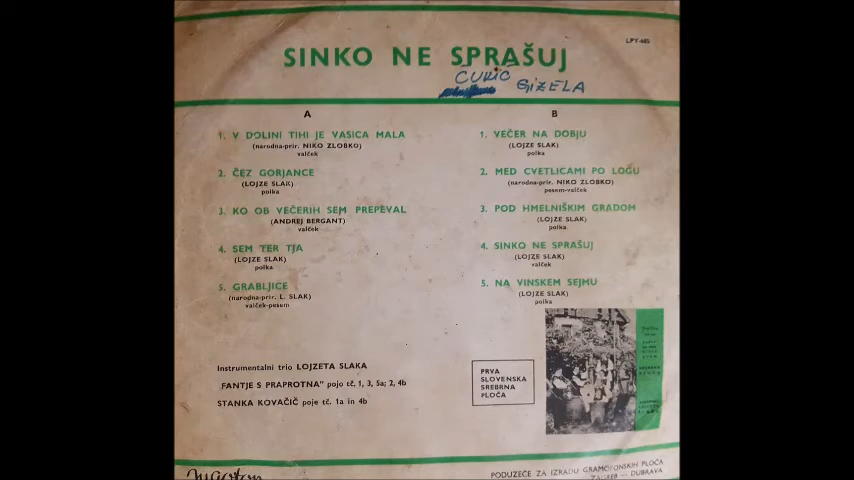 LPY-485
SINKO NE SPRAŠUJ
CUKIČ
GIZELA
A
1. V DOLINI TIHI JE VASICA MALA
(narodna-prir. NIKO ZLOBKO)
valček
2. ČEZ GORJANCE
(LOJZE SLAK)
polka
3. KO OB VEČERIH SEM PREPEVAL
(ANDREJ BERGANT)
valček
4. SEM TER TJA
(LOJZE SLAK)
polka
5. GRABLJICE
(narodna-prir. L. SLAK)
valček-pesem
B
1. VEČER NA DOBJU
(LOJZE SLAK)
polka
2. MED CVETLICAMI PO LOGU
(narodna-prir. NIKO ZLOBKO)
pesem-valček
3. POD HMELNIŠKIM GRADOM
(LOJZE SLAK)
polka
4. SINKO NE SPRAŠUJ
(LOJZE SLAK)
valček
5. NA VINSKEM SEJMU
(LOJZE SLAK)
polka
Instrumentalni trio LOJZETA SLAKA
„FANTJE S PRAPROTNA" pojo tč. 1, 3, 5a; 2, 4b
STANKA KOVAČIČ poje tč. 1a in 4b
PRVA
SLOVENSKA
SREBRNA
PLOČA
Jugoton
PODUZEĆE ZA IZRADU GRAMOFONSKIH PLOČA
ZAGREB — DUBRAVA